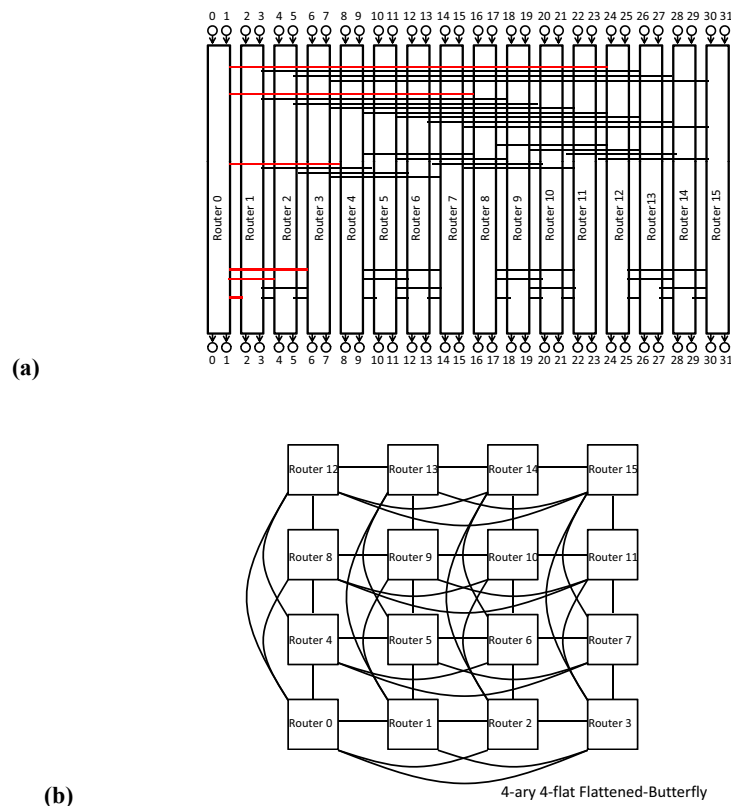 0 1 2 3 4 5 6 7 8 9 10 11 12 13 14 15 16 17 18 19 20 21 22 23 24 25 26 27 28 29 30 31
Router 0
Router 1
Router 2
Router 3
Router 4
Router 5
Router 6
Router 7
Router 8
Router 9
Router 10
Router 11
Router 12
Router 13
Router 14
Router 15
0 1 2 3 4 5 6 7 8 9 10 11 12 13 14 15 16 17 18 19 20 21 22 23 24 25 26 27 28 29 30 31
(a)
Router 12 Router 13 Router 14 Router 15
Router 8 Router 9 Router 10 Router 11
Router 4 Router 5 Router 6 Router 7
Router 0 Router 1 Router 2 Router 3
(b)
4-ary 4-flat Flattened-Butterfly